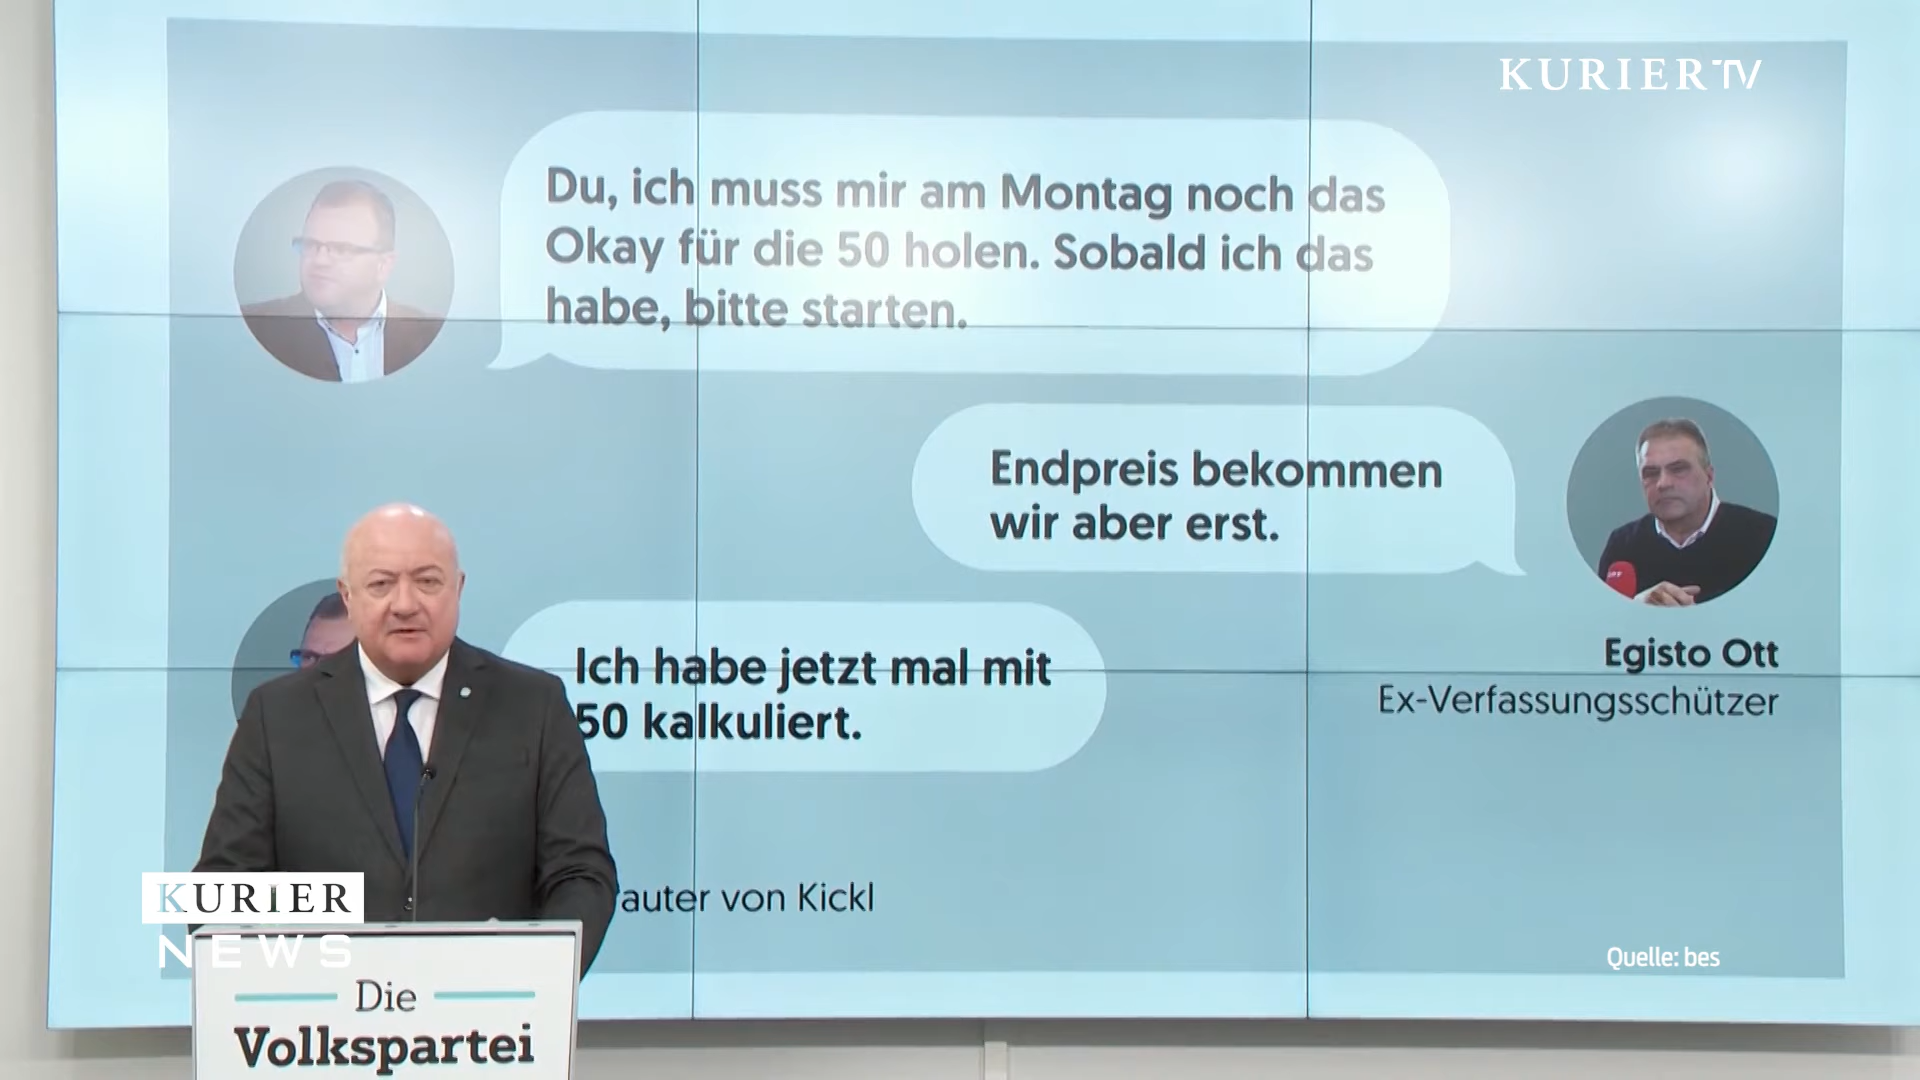 KURIER TV
Du, ich muss mir am Montag noch das
Okay für die 50 holen. Sobald ich das
habe, bitte starten.
Endpreis bekommen
wir aber erst.
Egisto Ott
Ex-Verfassungsschützer
Ich habe jetzt mal mit
50 kalkuliert.
von Kickl
Quelle: bes
KURIER
NEWS
Die
Volkspartei